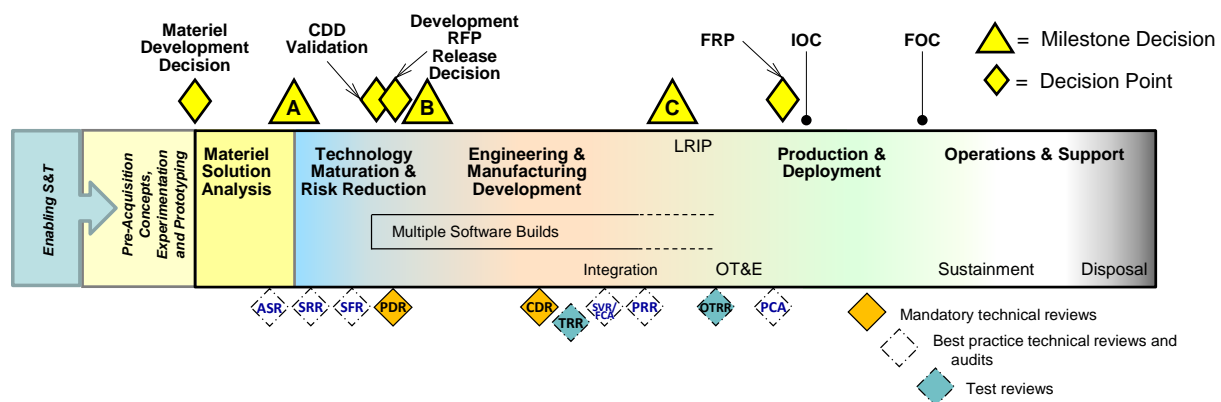 Materiel
Development
Decision
CDD
Validation
Development
RFP
Release
Decision
FRP
IOC
FOC
= Milestone Decision
= Decision Point
A
B
C
Enabling S&T
Pre-Acquisition
Concepts,
Experimentation
and Prototyping
Materiel
Solution
Analysis
Technology
Maturation &
Risk Reduction
Engineering &
Manufacturing
Development
LRIP
Production &
Deployment
Operations & Support
Multiple Software Builds
Integration
OT&E
Sustainment
Disposal
ASR
SRR
SFR
PDR
CDR
TRR
SVR/
FCA
PRR
OTRR
PCA
Mandatory technical reviews
Best practice technical reviews and
audits
Test reviews